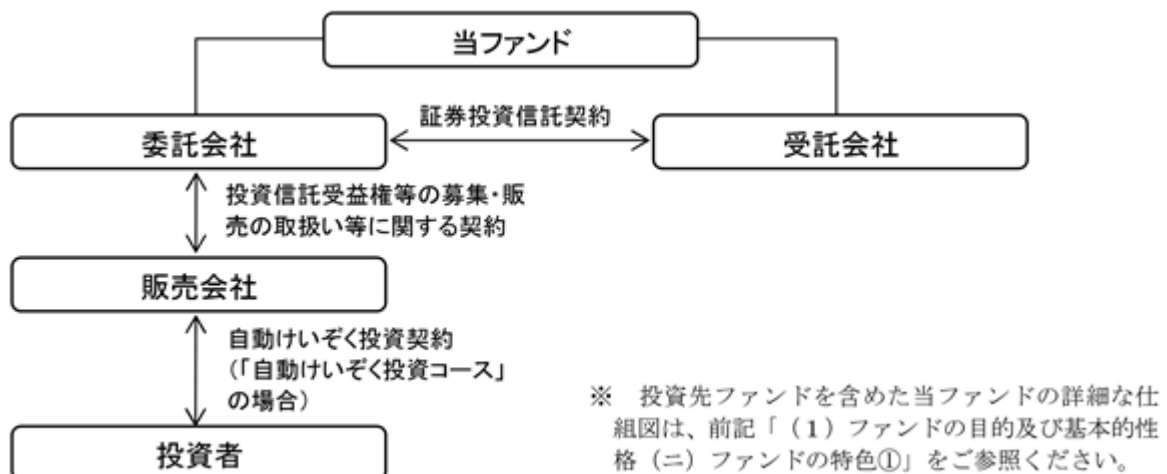 当ファンド
証券投資信託契約
委託会社
受託会社
投資信託受益権等の募集・販
売の取扱い等に関する契約
販売会社
自動けいぞく投資契約
(「自動けいぞく投資コース」
の場合)
投資者
※　投資先ファンドを含めた当ファンドの詳細な仕
組図は、前記「(1)ファンドの目的及び基本的性
格(ニ)ファンドの特色①」をご参照ください。